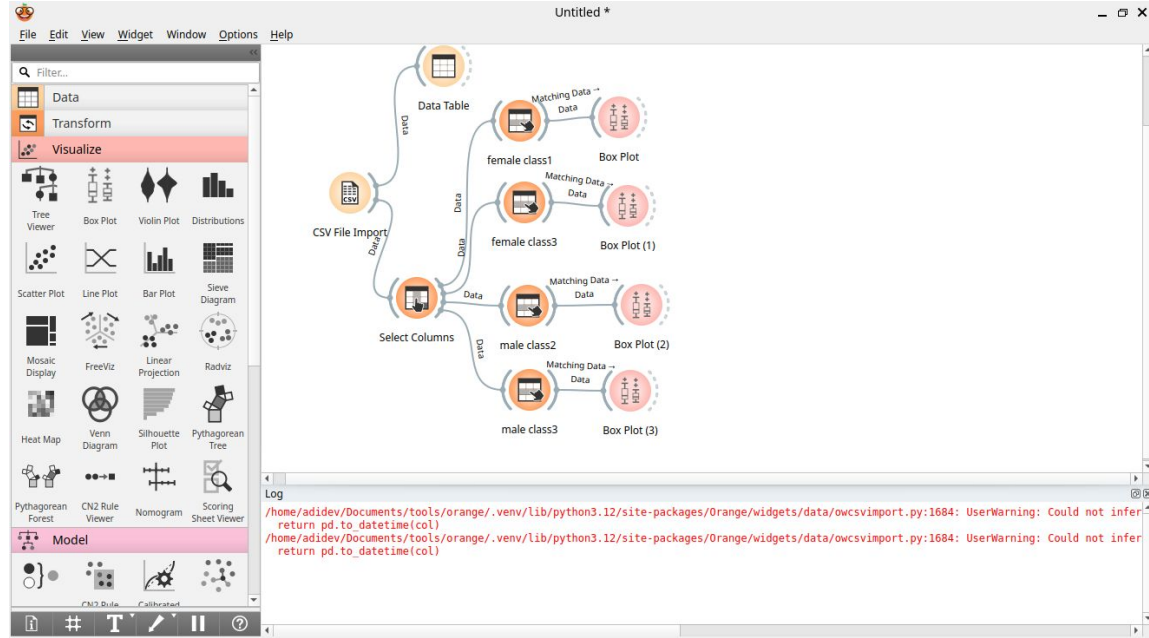 Untitled *
File Edit View Widget Window Options Help
Filter...
Data
Transform
Visualize
Tree Viewer
Box Plot
Violin Plot
Distributions
Scatter Plot
Line Plot
Bar Plot
Sieve Diagram
Mosaic Display
FreeViz
Linear Projection
Radviz
Heat Map
Venn Diagram
Silhouette Plot
Pythagorean Tree
Pythagorean Forest
CN2 Rule Viewer
Nomogram
Scoring Sheet Viewer
Model
CN2 Rule
Calibrated
Data Table
Data
CSV File Import
CSV
Data
Select Columns
Data
Data
Data
Data
female class1
Matching Data →
Data
Box Plot
female class3
Matching Data →
Data
Box Plot (1)
male class2
Matching Data →
Data
Box Plot (2)
male class3
Matching Data →
Data
Box Plot (3)
Log
/home/adidev/Documents/tools/orange/.venv/lib/python3.12/site-packages/Orange/widgets/data/owcsvimport.py:1684: UserWarning: Could not infer
return pd.to_datetime(col)
/home/adidev/Documents/tools/orange/.venv/lib/python3.12/site-packages/Orange/widgets/data/owcsvimport.py:1684: UserWarning: Could not infer
return pd.to_datetime(col)